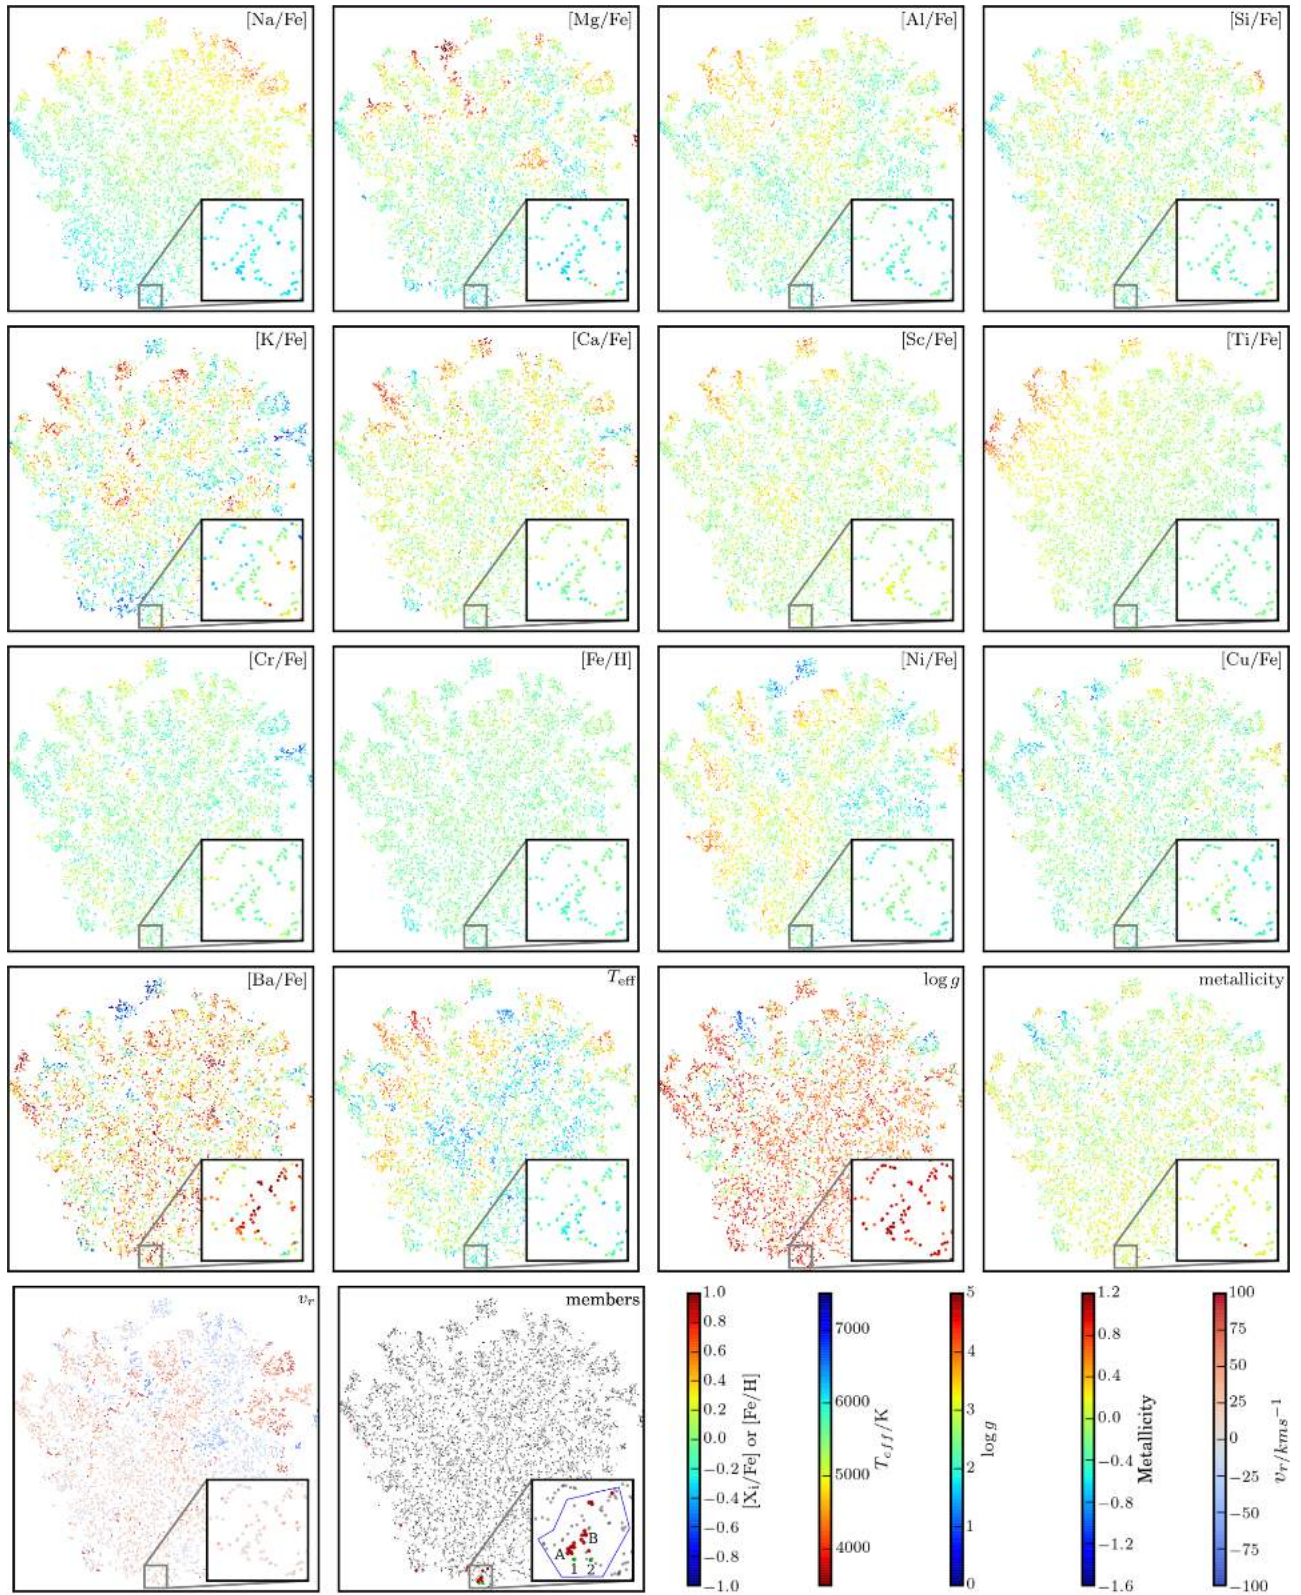 [Na/Fe]
[Mg/Fe]
[Al/Fe]
[Si/Fe]
[K/Fe]
[Ca/Fe]
[Sc/Fe]
[Ti/Fe]
[Cr/Fe]
[Fe/H]
[Ni/Fe]
[Cu/Fe]
[Ba/Fe]
T_eff
log g
metallicity
v_r
members
A
B
1
2
1.0
0.8
0.6
0.4
0.2
0.0
−0.2
−0.4
−0.6
−0.8
−1.0
[X_i/Fe] or [Fe/H]
7000
6000
5000
4000
T_eff/K
5
4
3
2
1
0
log g
1.2
0.8
0.4
0.0
−0.4
−0.8
−1.2
−1.6
Metallicity
100
75
50
25
0
−25
−50
−75
−100
v_r/kms⁻¹